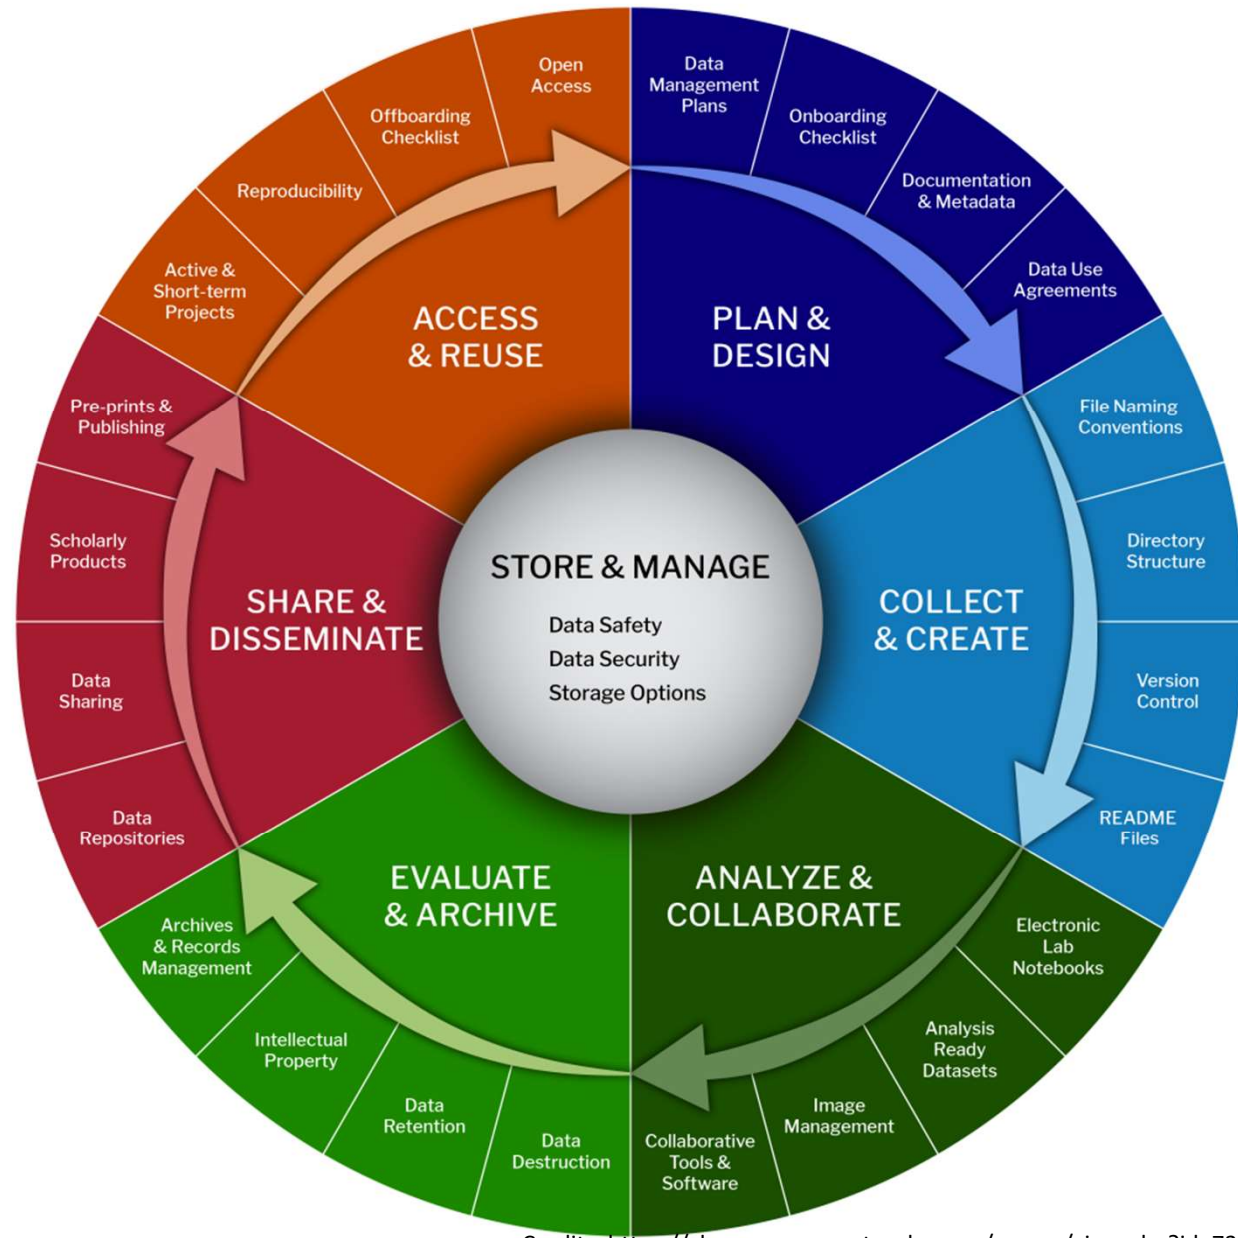 Open
Access
Data
Management
Plans
Offboarding
Checklist
Onboarding
Checklist
Reproducibility
Documentation
& Metadata
Active &
Short-term
Projects
Data Use
Agreements
ACCESS
& REUSE
PLAN &
DESIGN
Pre-prints &
Publishing
File Naming
Conventions
Scholarly
Products
Directory
Structure
STORE & MANAGE
Data Safety
Data Security
Storage Options
SHARE &
DISSEMINATE
COLLECT
& CREATE
Data
Sharing
Version
Control
Data
Repositories
README
Files
EVALUATE
& ARCHIVE
ANALYZE &
COLLABORATE
Archives
& Records
Management
Electronic
Lab
Notebooks
Intellectual
Property
Analysis
Ready
Datasets
Data
Retention
Image
Management
Data
Destruction
Collaborative
Tools &
Software